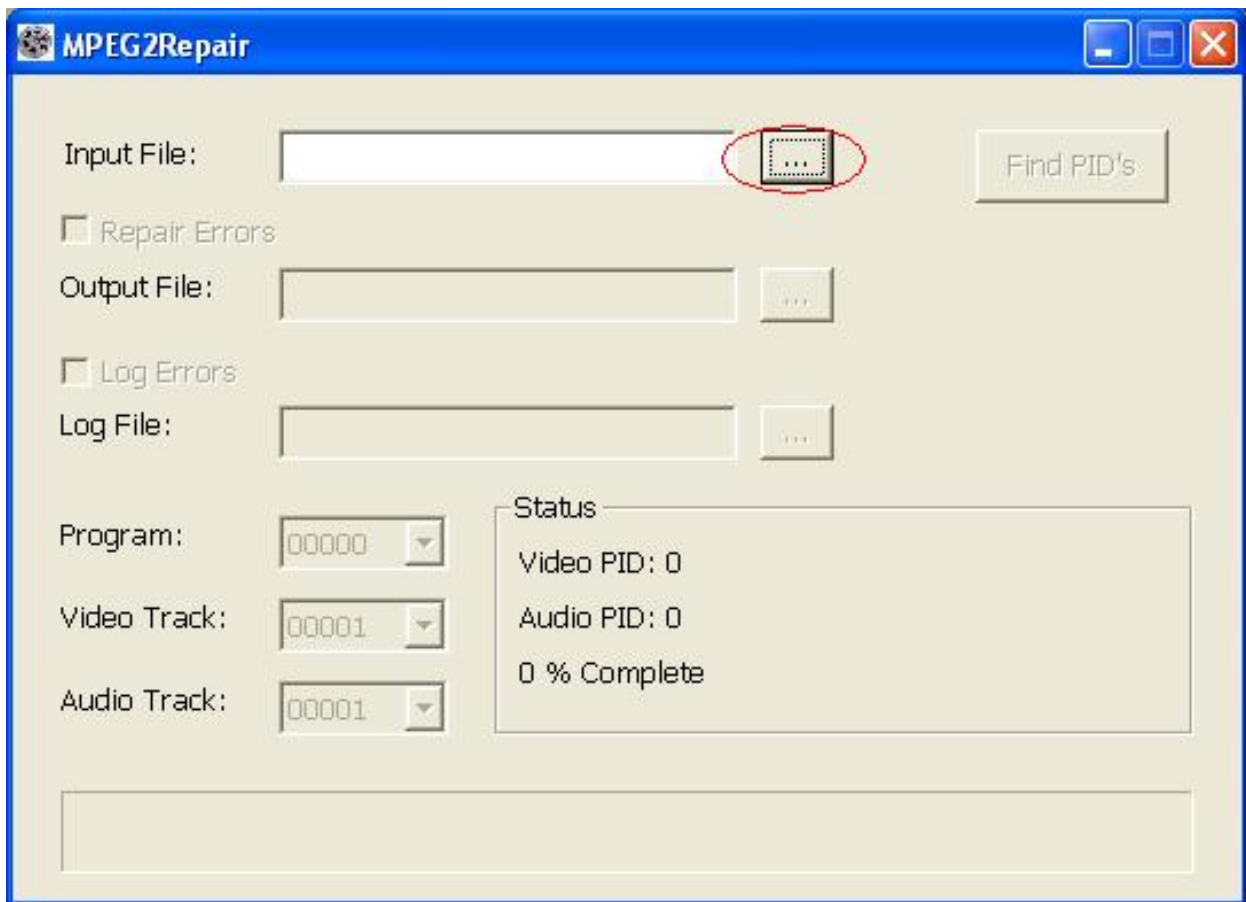 MPEG2Repair
Input File:
...
Find PID's
Repair Errors
Output File:
...
Log Errors
Log File:
...
Program:
00000
Video Track:
00001
Audio Track:
00001
Status
Video PID: 0
Audio PID: 0
0 % Complete